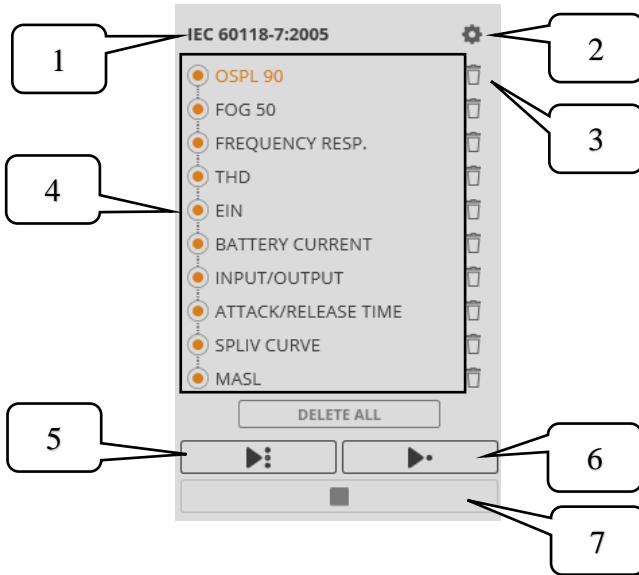 IEC 60118-7:2005
1
2
OSPL 90
3
FOG 50
FREQUENCY RESP.
THD
4
EIN
BATTERY CURRENT
INPUT/OUTPUT
ATTACK/RELEASE TIME
SPLIV CURVE
MASL
DELETE ALL
5
6
7